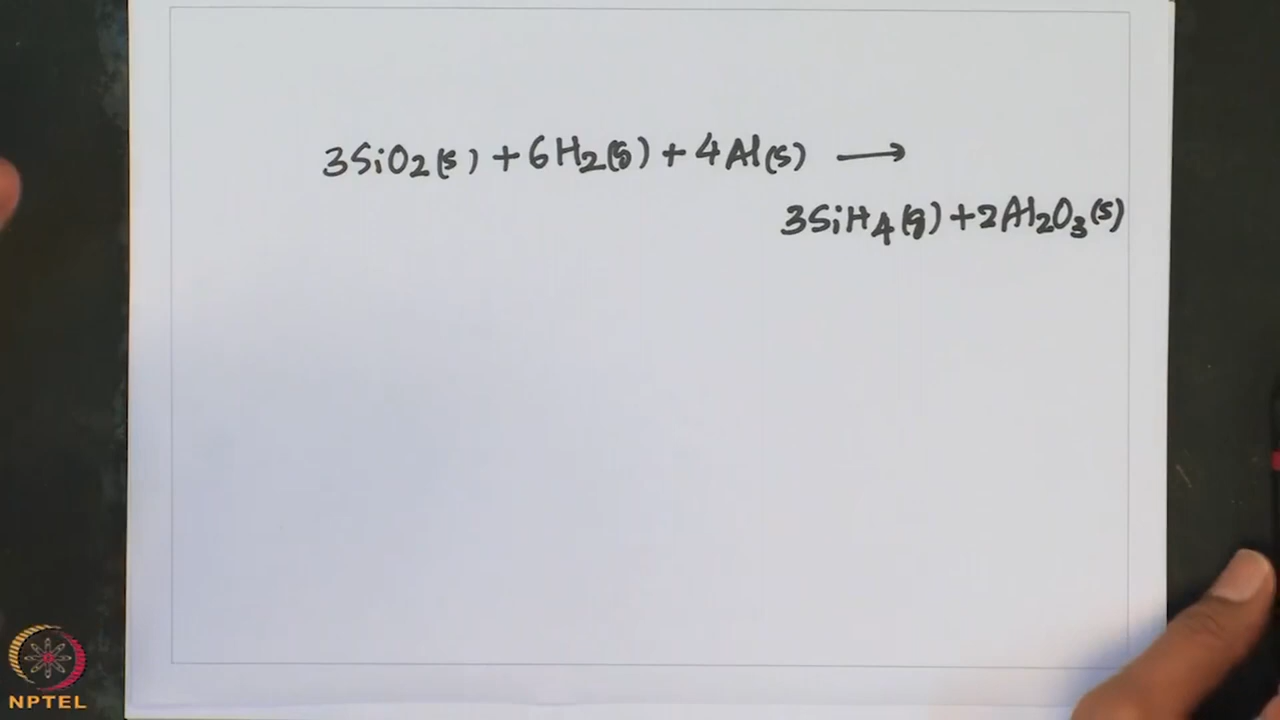 3SiO2(s) + 6H2(g) + 4Al(s) ⟶
3SiH4(g) + 2Al2O3(s)
NPTEL